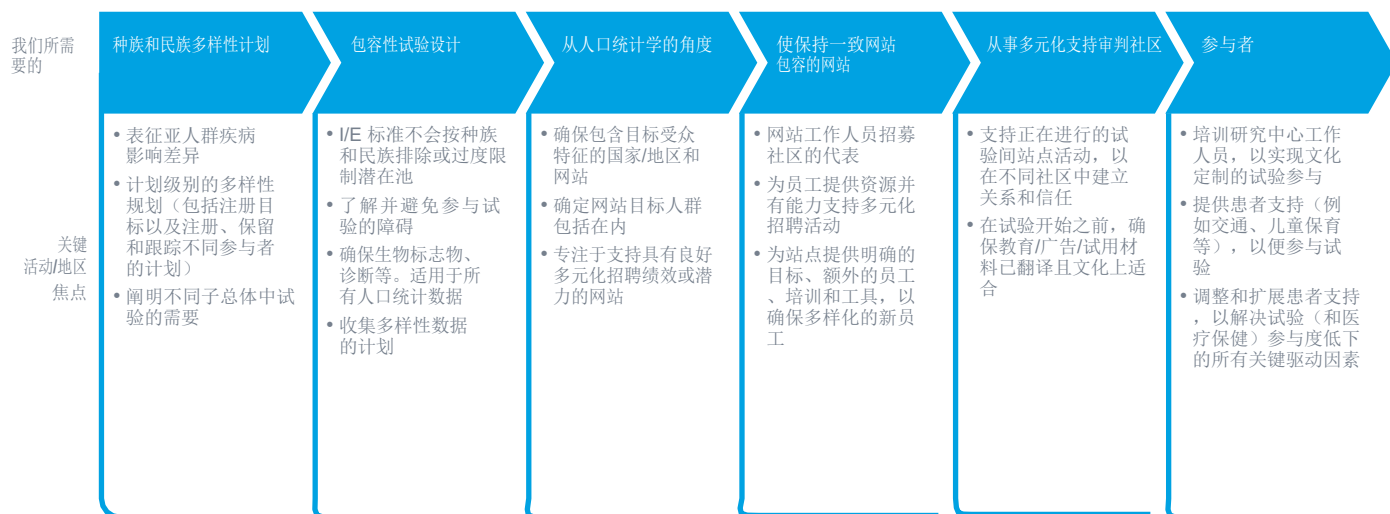 我们所需
要的
种族和民族多样性计划
包容性试验设计
从人口统计学的角度
使保持一致网站
包容的网站
从事多元化支持审判社区
参与者
关键
活动/地区
焦点
• 表征亚人群疾病
影响差异
• 计划级别的多样性
规划（包括注册目
标以及注册、保留
和跟踪不同参与者
的计划）
• 阐明不同子总体中试
验的需要
• I/E 标准不会按种族
和民族排除或过度限
制潜在池
• 了解并避免参与试
验的障碍
• 确保生物标志物、
诊断等。适用于所
有人口统计数据
• 收集多样性数据
的计划
• 确保包含目标受众
特征的国家/地区和
网站
• 确定网站目标人群
包括在内
• 专注于支持具有良好
多元化招聘绩效或潜
力的网站
• 网站工作人员招募
社区的代表
• 为员工提供资源并
有能力支持多元化
招聘活动
• 为站点提供明确的
目标、额外的员工
、培训和工具，以
确保多样化的新员
工
• 支持正在进行的试
验间站点活动，以
在不同社区中建立
关系和信任
• 在试验开始之前，确
保教育/广告/试用材
料已翻译且文化上适
合
• 培训研究中心工作
人员，以实现文化
定制的试验参与
• 提供患者支持（例
如交通、儿童保育
等），以便参与试
验
• 调整和扩展患者支持
，以解决试验（和医
疗保健）参与度低下
的所有关键驱动因素